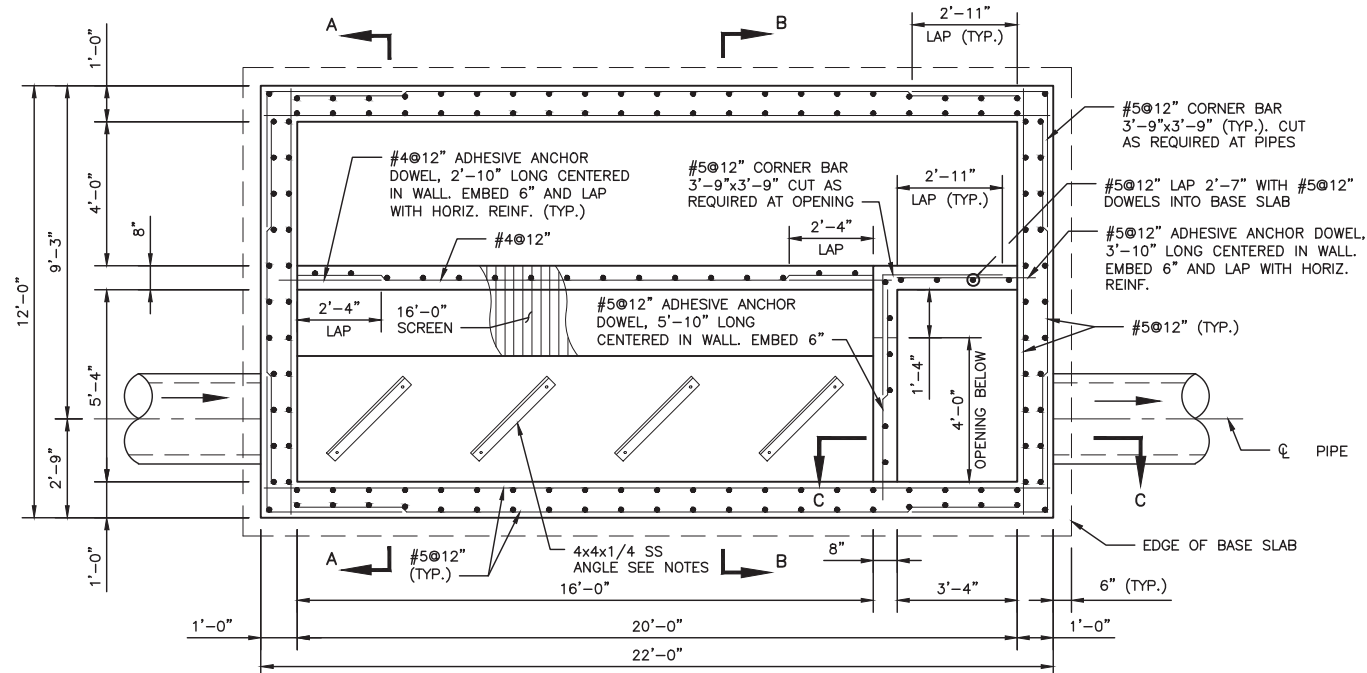 A
B
2'-11"
LAP (TYP.)
1'-0"
#5@12" CORNER BAR
3'-9"x3'-9" (TYP.). CUT
AS REQUIRED AT PIPES
#4@12" ADHESIVE ANCHOR
DOWEL, 2'-10" LONG CENTERED
IN WALL. EMBED 6" AND LAP
WITH HORIZ. REINF. (TYP.)
#5@12" CORNER BAR
3'-9"x3'-9" CUT AS
REQUIRED AT OPENING
2'-11"
LAP (TYP.)
#5@12" LAP 2'-7" WITH #5@12"
DOWELS INTO BASE SLAB
4'-0"
2'-4"
LAP
#4@12"
#5@12" ADHESIVE ANCHOR DOWEL,
3'-10" LONG CENTERED IN WALL.
EMBED 6" AND LAP WITH HORIZ.
REINF.
8"
9'-3"
12'-0"
2'-4"
LAP
16'-0"
SCREEN
#5@12" ADHESIVE ANCHOR
DOWEL, 5'-10" LONG
CENTERED IN WALL. EMBED 6"
#5@12" (TYP.)
1'-4"
5'-4"
4'-0"
OPENING BELOW
2'-9"
℄ PIPE
C
C
1'-0"
A
#5@12"
(TYP.)
4x4x1/4 SS
ANGLE SEE NOTES
B
8"
EDGE OF BASE SLAB
16'-0"
3'-4"
6" (TYP.)
1'-0"
20'-0"
1'-0"
22'-0"